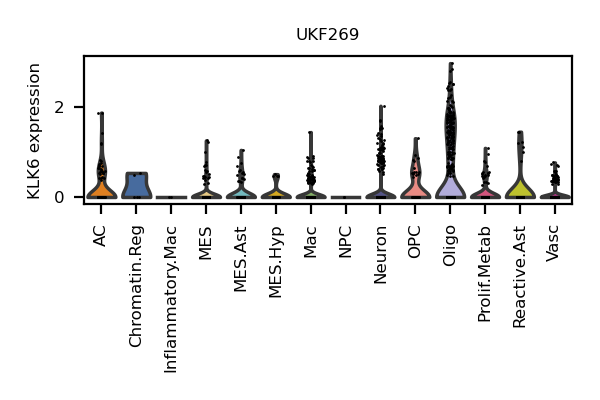 UKF269
KLK6 expression
2
0
AC
Chromatin.Reg
Inflammatory.Mac
MES
MES.Ast
MES.Hyp
Mac
NPC
Neuron
OPC
Oligo
Prolif.Metab
Reactive.Ast
Vasc